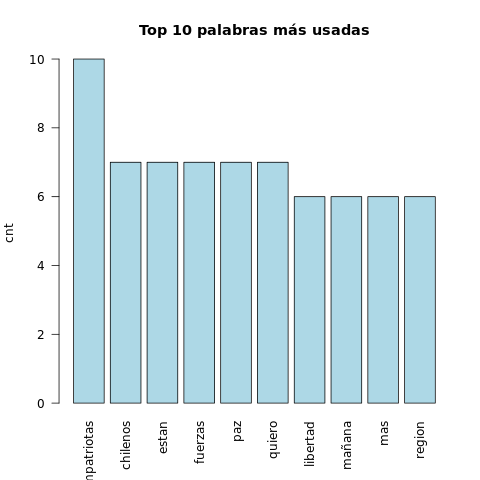 Top 10 palabras más usadas
10
8
6
4
2
0
cnt
npatriotas
chilenos
estan
fuerzas
paz
quiero
libertad
mañana
mas
region